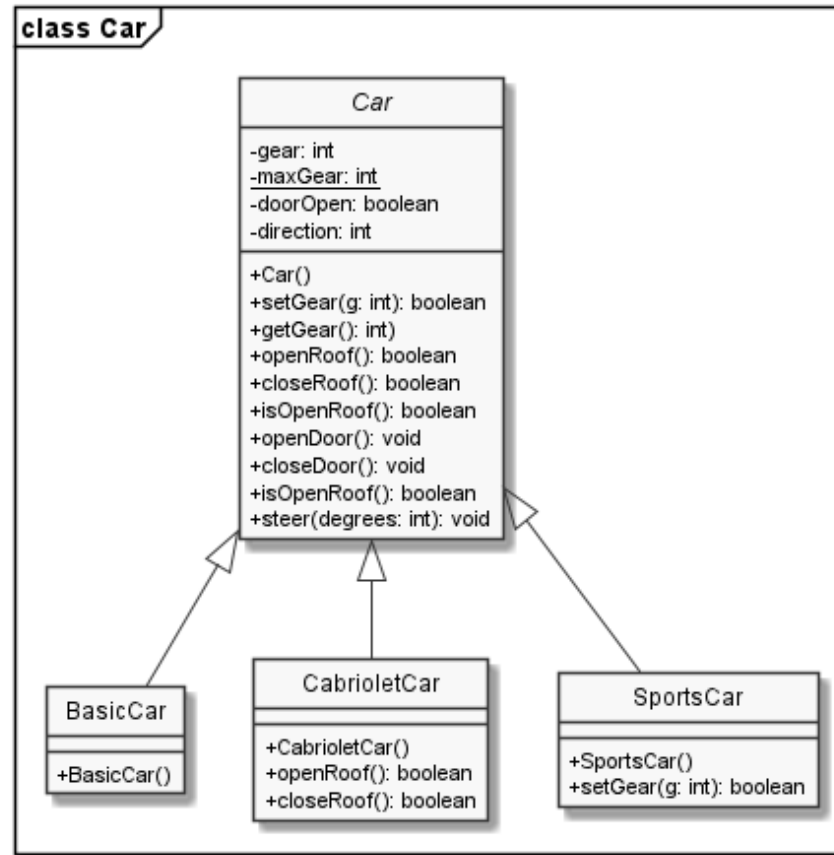 class Car
Car
-gear: int
-maxGear: int
-doorOpen: boolean
-direction: int
+Car()
+setGear(g: int): boolean
+getGear(): int)
+openRoof(): boolean
+closeRoof(): boolean
+isOpenRoof(): boolean
+openDoor(): void
+closeDoor(): void
+isOpenRoof(): boolean
+steer(degrees: int): void
BasicCar
+BasicCar()
CabrioletCar
+CabrioletCar()
+openRoof(): boolean
+closeRoof(): boolean
SportsCar
+SportsCar()
+setGear(g: int): boolean